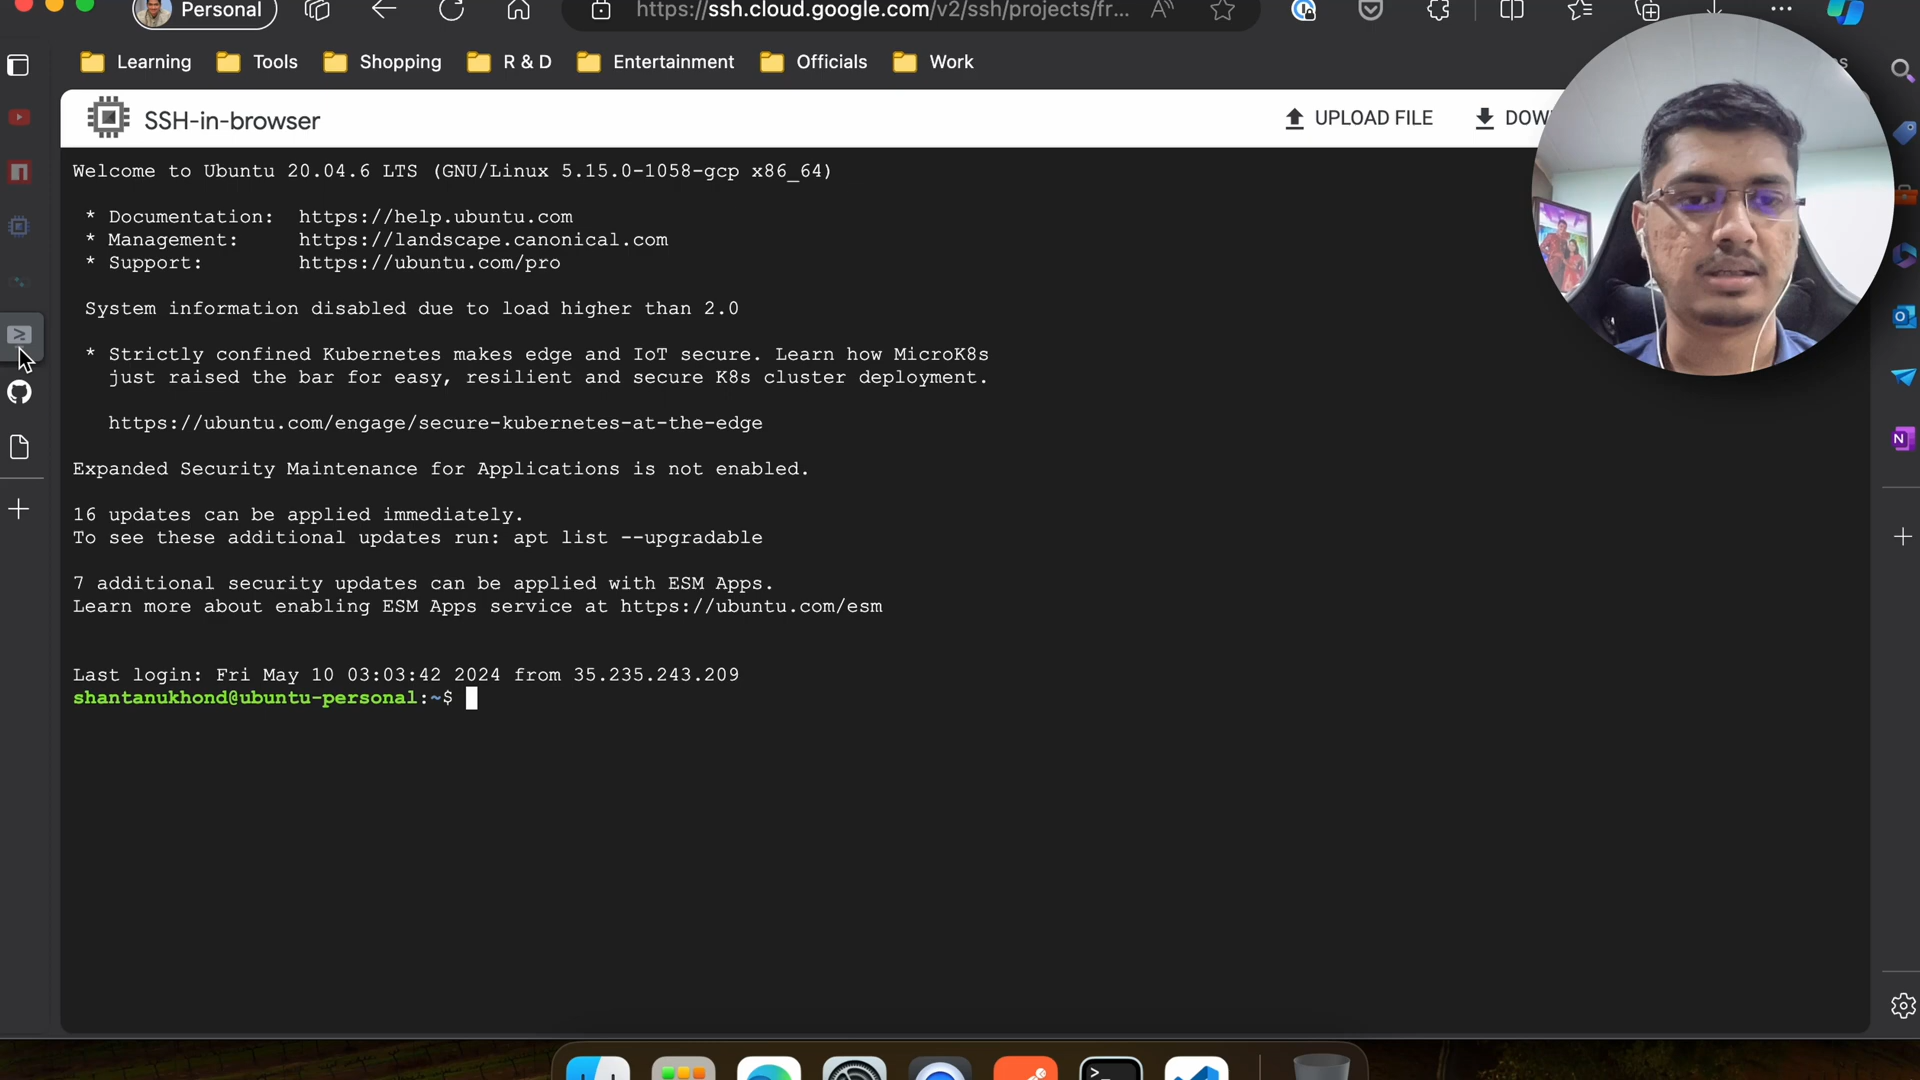 Personal
https://ssh.cloud.google.com/v2/ssh/projects/fr...
Learning
Tools
Shopping
R & D
Entertainment
Officials
Work
SSH-in-browser
UPLOAD FILE
DOW
Welcome to Ubuntu 20.04.6 LTS (GNU/Linux 5.15.0-1058-gcp x86_64)
* Documentation: https://help.ubuntu.com
* Management: https://landscape.canonical.com
* Support: https://ubuntu.com/pro
System information disabled due to load higher than 2.0
* Strictly confined Kubernetes makes edge and IoT secure. Learn how MicroK8s
just raised the bar for easy, resilient and secure K8s cluster deployment.
https://ubuntu.com/engage/secure-kubernetes-at-the-edge
Expanded Security Maintenance for Applications is not enabled.
16 updates can be applied immediately.
To see these additional updates run: apt list --upgradable
7 additional security updates can be applied with ESM Apps.
Learn more about enabling ESM Apps service at https://ubuntu.com/esm
Last login: Fri May 10 03:03:42 2024 from 35.235.243.209
shantanukhond@ubuntu-personal:~$